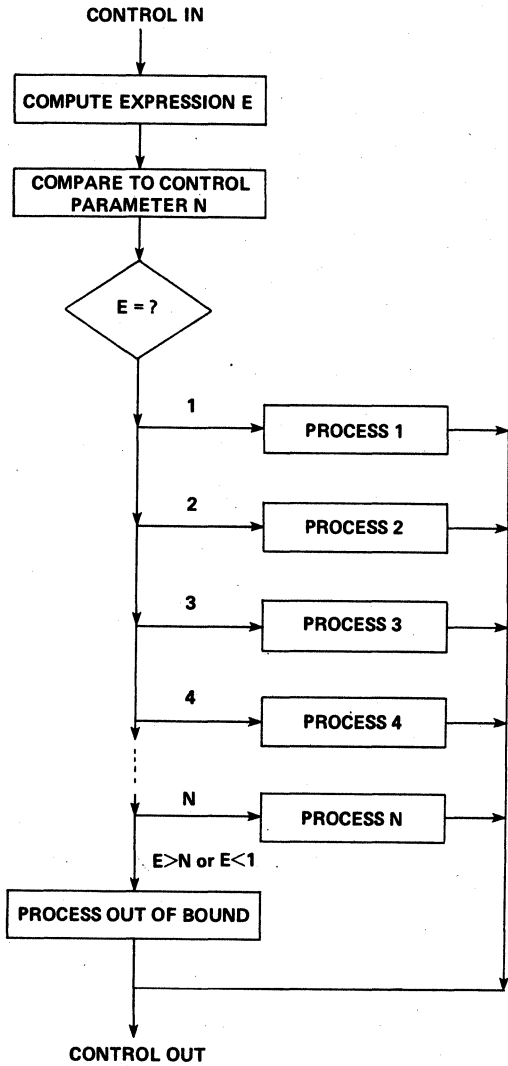 CONTROL IN
COMPUTE EXPRESSION E
COMPARE TO CONTROL
PARAMETER N
E = ?
1
PROCESS 1
2
PROCESS 2
3
PROCESS 3
4
PROCESS 4
N
PROCESS N
E>N or E<1
PROCESS OUT OF BOUND
CONTROL OUT